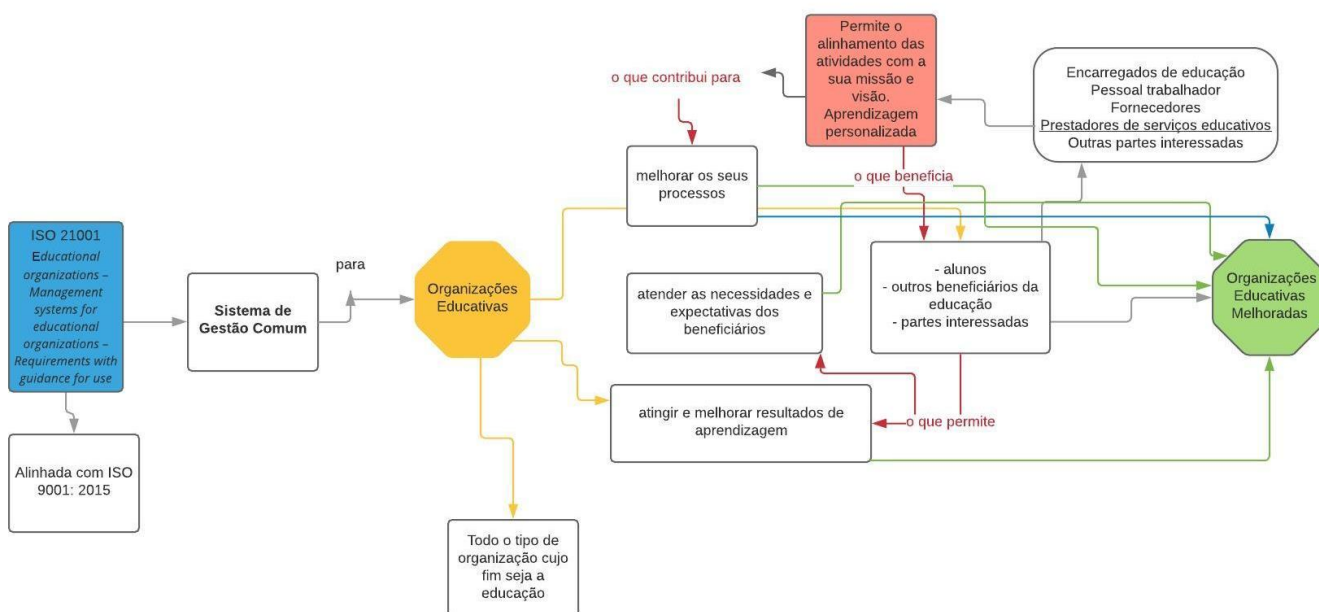 ISO 21001
Educational
organizations –
Management
systems for
educational
organizations –
Requirements with
guidance for use
Alinhada com ISO
9001: 2015
Sistema de
Gestão Comum
para
Organizações
Educativas
Todo o tipo de
organização cujo
fim seja a
educação
o que contribui para
melhorar os seus
processos
atender as necessidades e
expectativas dos
beneficiários
atingir e melhorar resultados de
aprendizagem
Permite o
alinhamento das
atividades com a
sua missão e
visão.
Aprendizagem
personalizada
o que beneficia
- alunos
- outros beneficiários da
educação
- partes interessadas
o que permite
Encarregados de educação
Pessoal trabalhador
Fornecedores
Prestadores de serviços educativos
Outras partes interessadas
Organizações
Educativas
Melhoradas